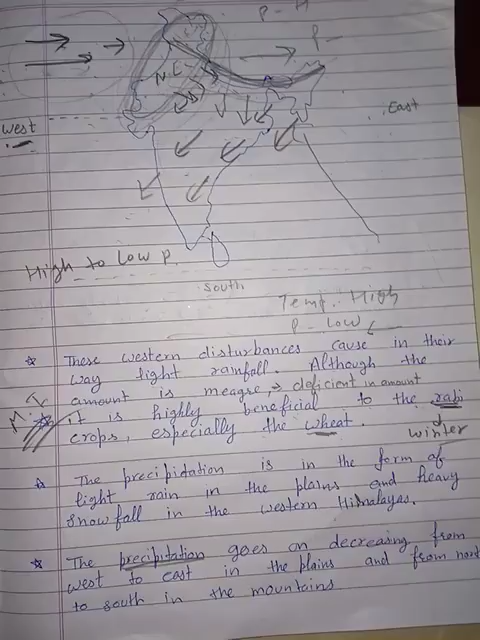 P - H
P -
N.E-
West
East
High to low P.
South
Temp. High
P - Low
These western disturbances cause in their
way light rainfall. Although the
amount is meagre, → deficient in amount
it is highly beneficial to the rabi
crops, especially the wheat.
winter
The precipidation is in the form of
light rain in the plains and heavy
snowfall in the western Himalayas.
The precipitation goes on decreasing from
west to east in the plains and from nord
to south in the mountains